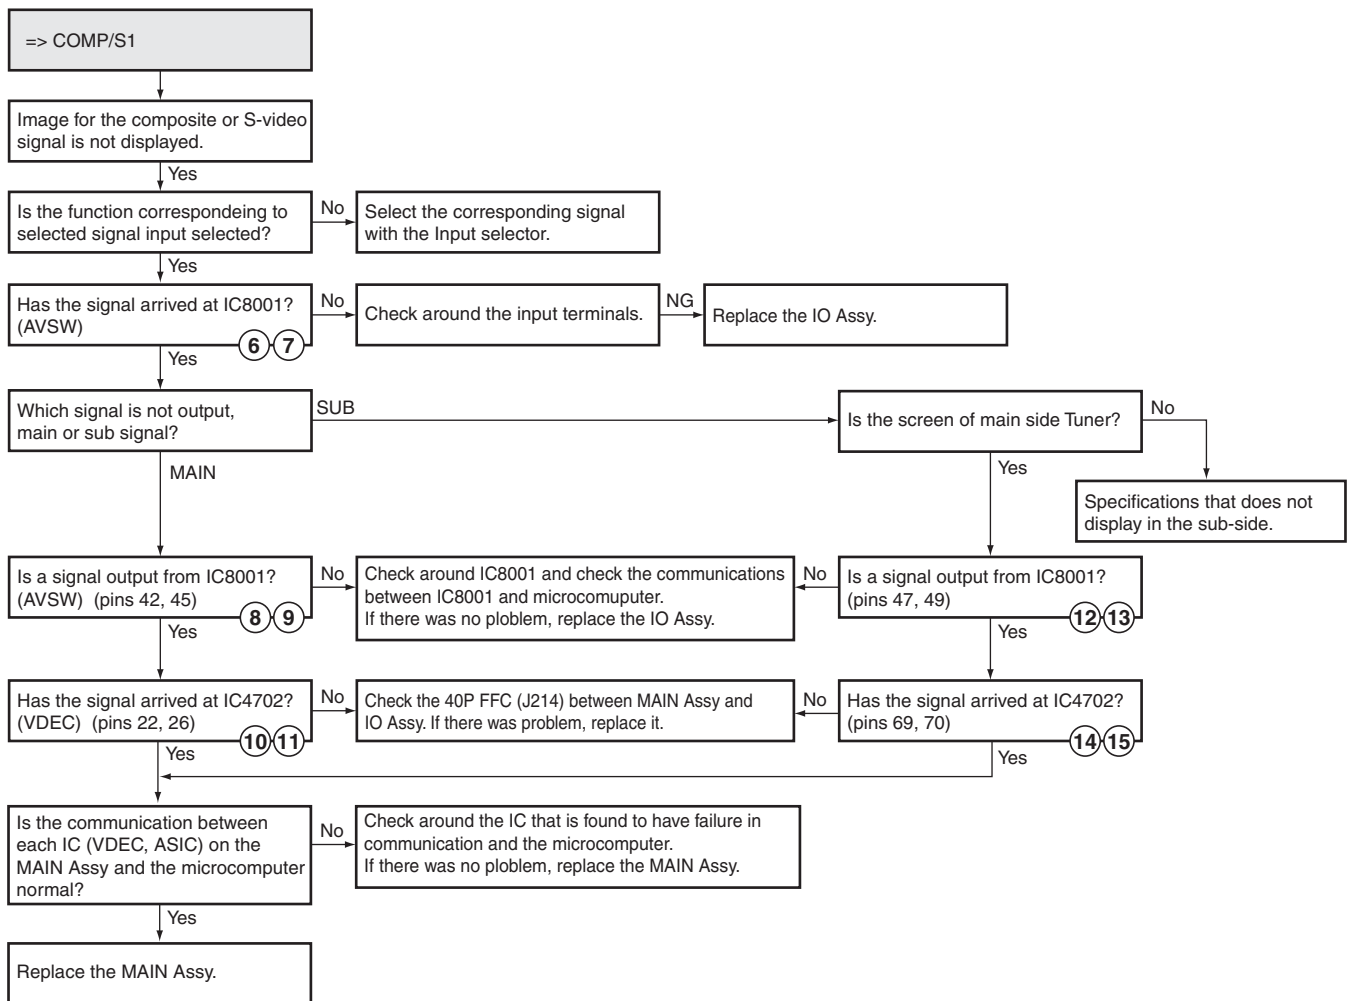 => COMP/S1
Image for the composite or S-video
signal is not displayed.
Yes
Is the function correspondeing to
selected signal input selected?
No
Select the corresponding signal
with the Input selector.
Yes
Has the signal arrived at IC8001?
(AVSW)
6 7
No
Check around the input terminals.
NG
Replace the IO Assy.
Yes
Which signal is not output,
main or sub signal?
SUB
Is the screen of main side Tuner?
No
Specifications that does not
display in the sub-side.
MAIN
Yes
Is a signal output from IC8001?
(AVSW) (pins 42, 45)
8 9
No
Check around IC8001 and check the communications
between IC8001 and microcomuputer.
If there was no ploblem, replace the IO Assy.
No
Is a signal output from IC8001?
(pins 47, 49)
12 13
Yes
Yes
Has the signal arrived at IC4702?
(VDEC) (pins 22, 26)
10 11
No
Check the 40P FFC (J214) between MAIN Assy and
IO Assy. If there was problem, replace it.
No
Has the signal arrived at IC4702?
(pins 69, 70)
14 15
Yes
Yes
Is the communication between
each IC (VDEC, ASIC) on the
MAIN Assy and the microcomputer
normal?
No
Check around the IC that is found to have failure in
communication and the microcomputer.
If there was no ploblem, replace the MAIN Assy.
Yes
Replace the MAIN Assy.